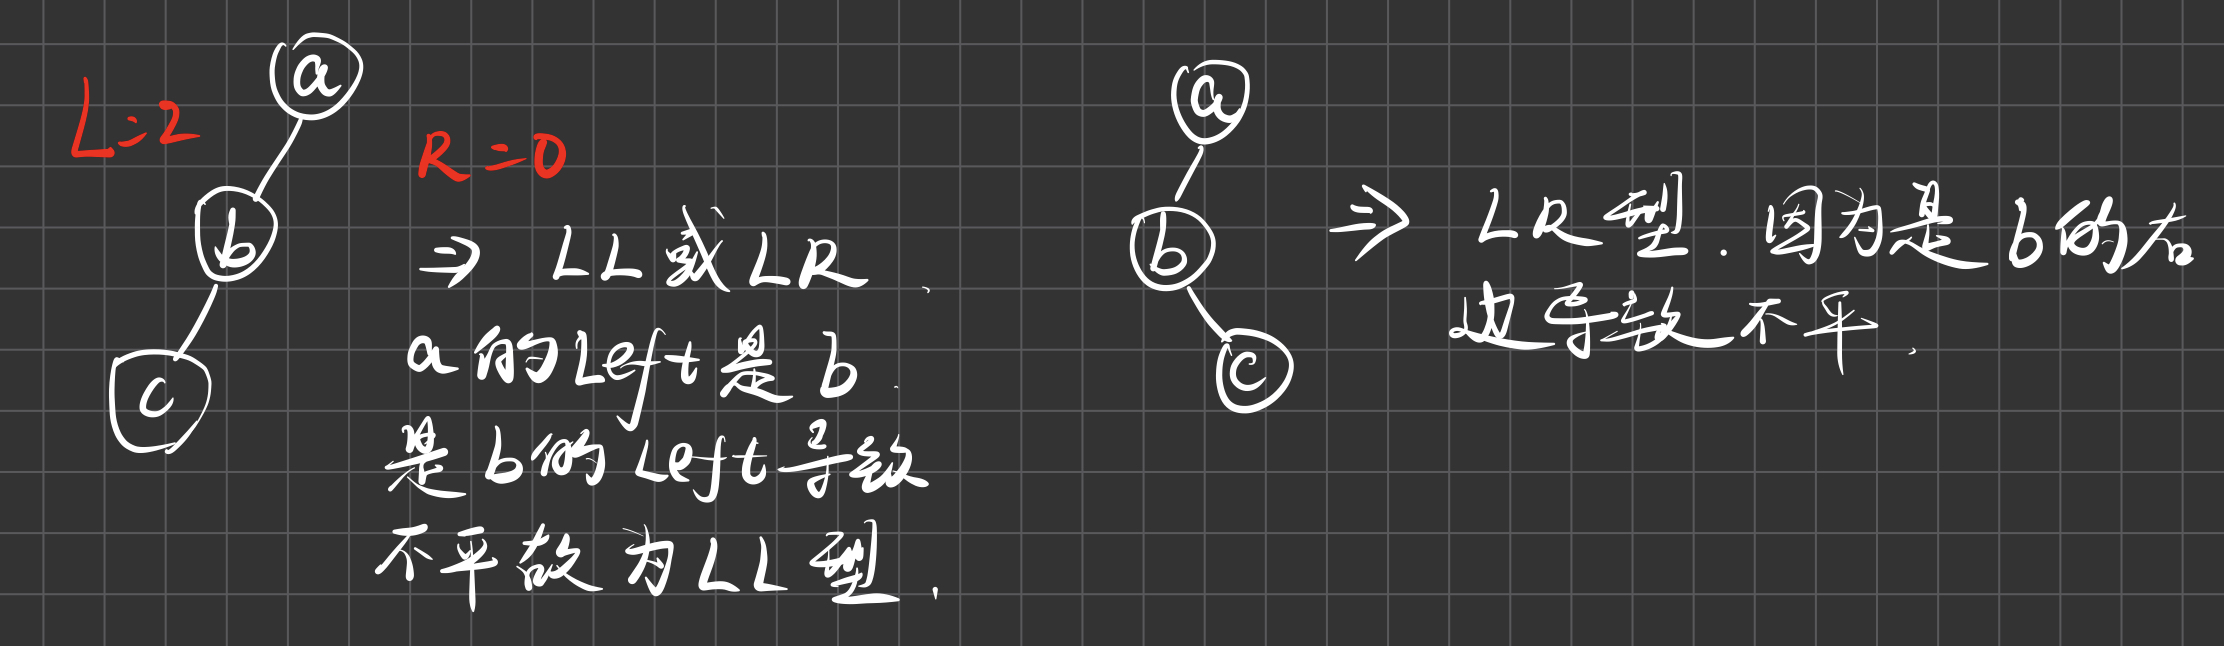 a
L=2
R=0
b
c
⇒ LL或LR.
a的Left是b.
是b的Left导致
不平故为LL型.
a
b
c
⇒ LR型.因为是b的右
边导致不平.